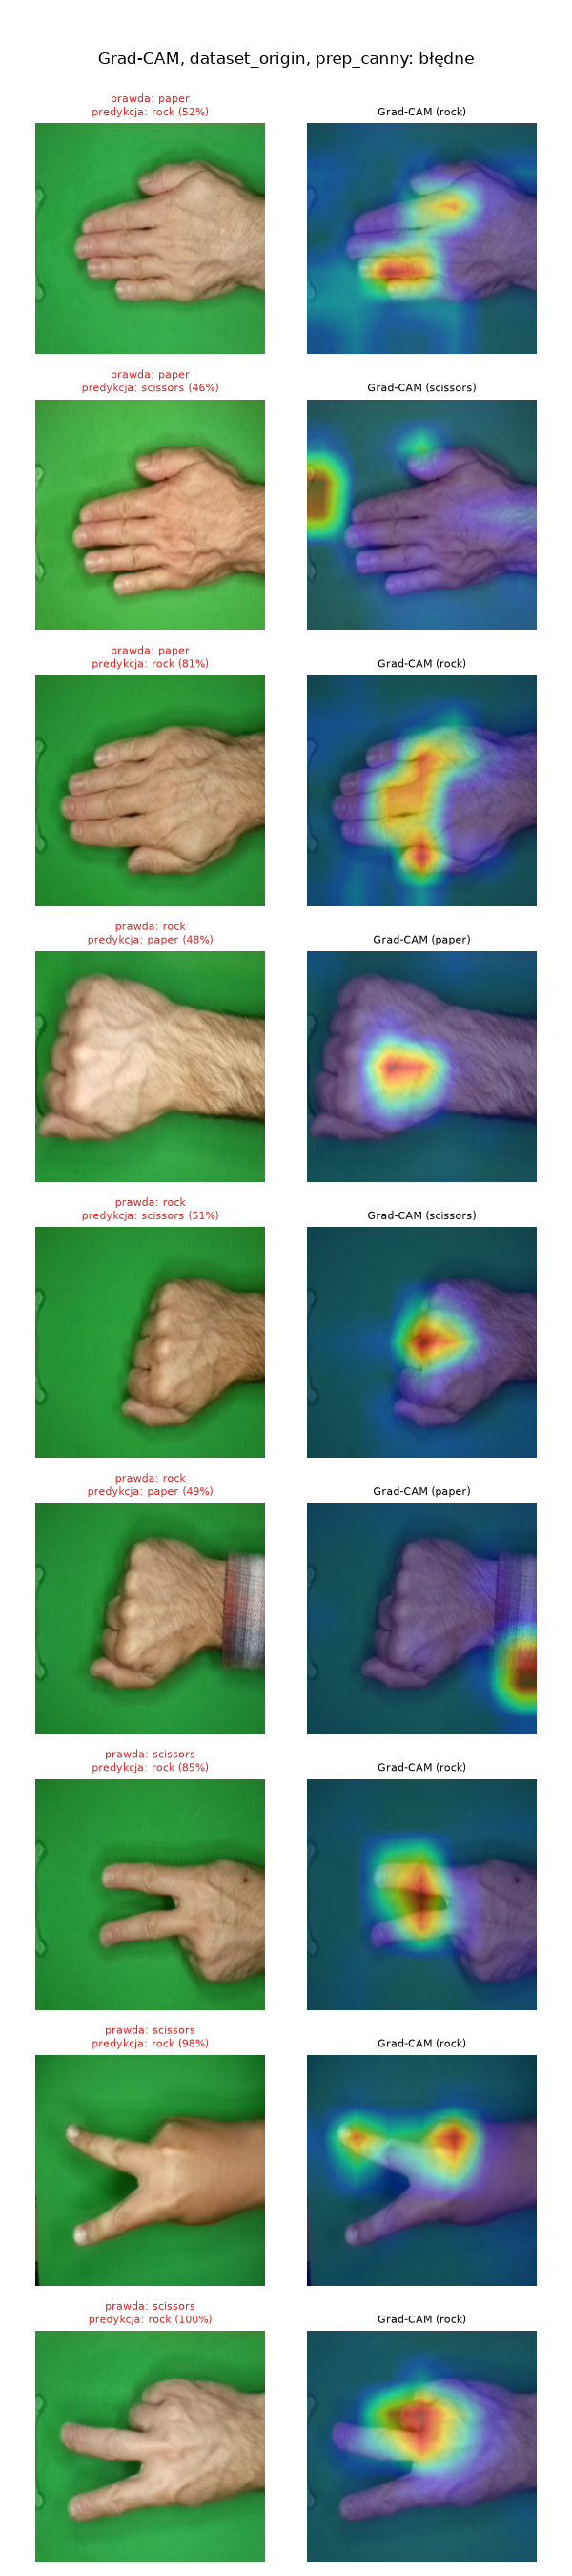 Grad-CAM, dataset_origin, prep_canny: błędne
prawda: paper
predykcja: rock (52%)
Grad-CAM (rock)
prawda: paper
predykcja: scissors (46%)
Grad-CAM (scissors)
prawda: paper
predykcja: rock (81%)
Grad-CAM (rock)
prawda: rock
predykcja: paper (48%)
Grad-CAM (paper)
prawda: rock
predykcja: scissors (51%)
Grad-CAM (scissors)
prawda: rock
predykcja: paper (49%)
Grad-CAM (paper)
prawda: scissors
predykcja: rock (85%)
Grad-CAM (rock)
prawda: scissors
predykcja: rock (98%)
Grad-CAM (rock)
prawda: scissors
predykcja: rock (100%)
Grad-CAM (rock)